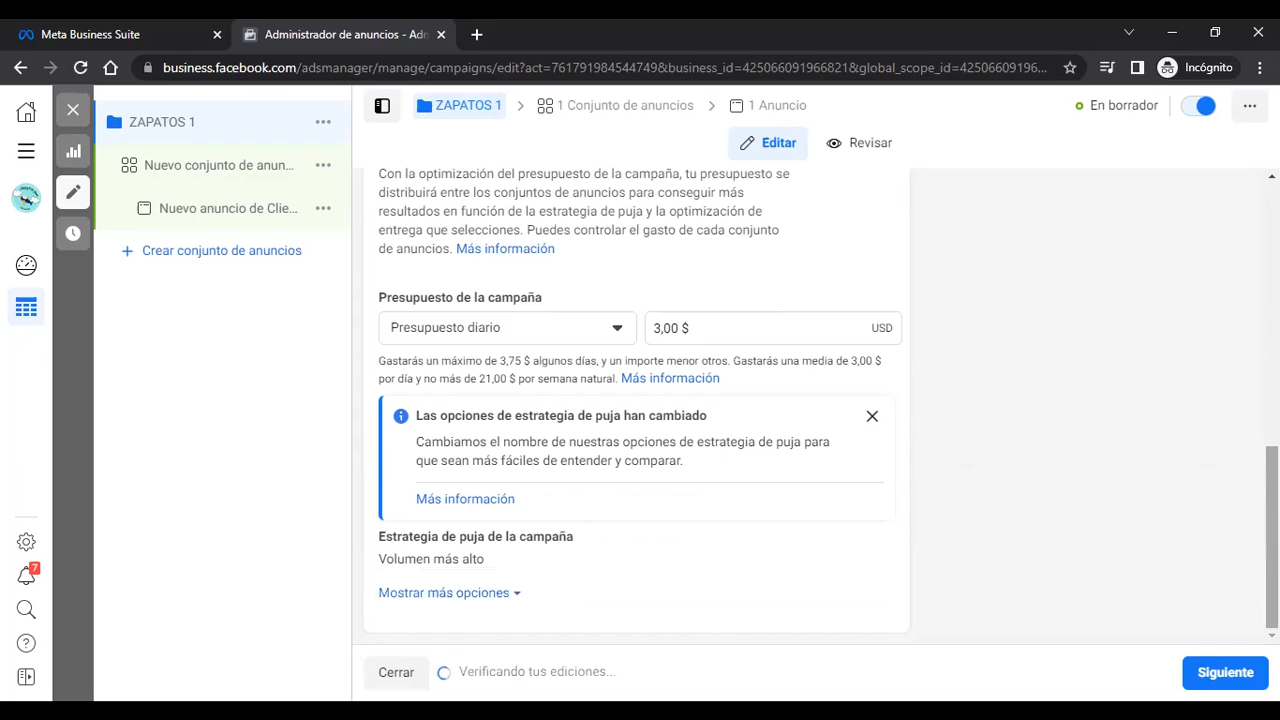 Meta Business Suite
Administrador de anuncios - Adn
business.facebook.com/adsmanager/manage/campaigns/edit?act=761791984544749&business_id=425066091966821&global_scope_id=42506609196...
Incógnito
ZAPATOS 1
Nuevo conjunto de anun...
Nuevo anuncio de Clie...
Crear conjunto de anuncios
7
ZAPATOS 1
1 Conjunto de anuncios
1 Anuncio
En borrador
Editar
Revisar
Con la optimización del presupuesto de la campaña, tu presupuesto se
distribuirá entre los conjuntos de anuncios para conseguir más
resultados en función de la estrategia de puja y la optimización de
entrega que selecciones. Puedes controlar el gasto de cada conjunto
de anuncios. Más información
Presupuesto de la campaña
Presupuesto diario
3,00 $
USD
Gastarás un máximo de 3,75 $ algunos días, y un importe menor otros. Gastarás una media de 3,00 $
por día y no más de 21,00 $ por semana natural. Más información
Las opciones de estrategia de puja han cambiado
Cambiamos el nombre de nuestras opciones de estrategia de puja para
que sean más fáciles de entender y comparar.
Más información
Estrategia de puja de la campaña
Volumen más alto
Mostrar más opciones
Cerrar
Verificando tus ediciones...
Siguiente